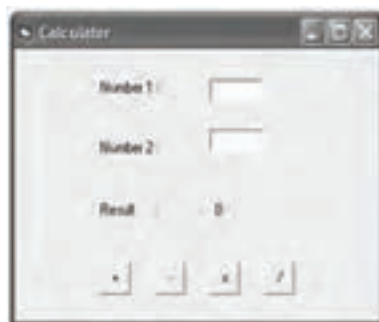 Calculator
Number 1 :
Number 2 :
Result : 0
+ - x /